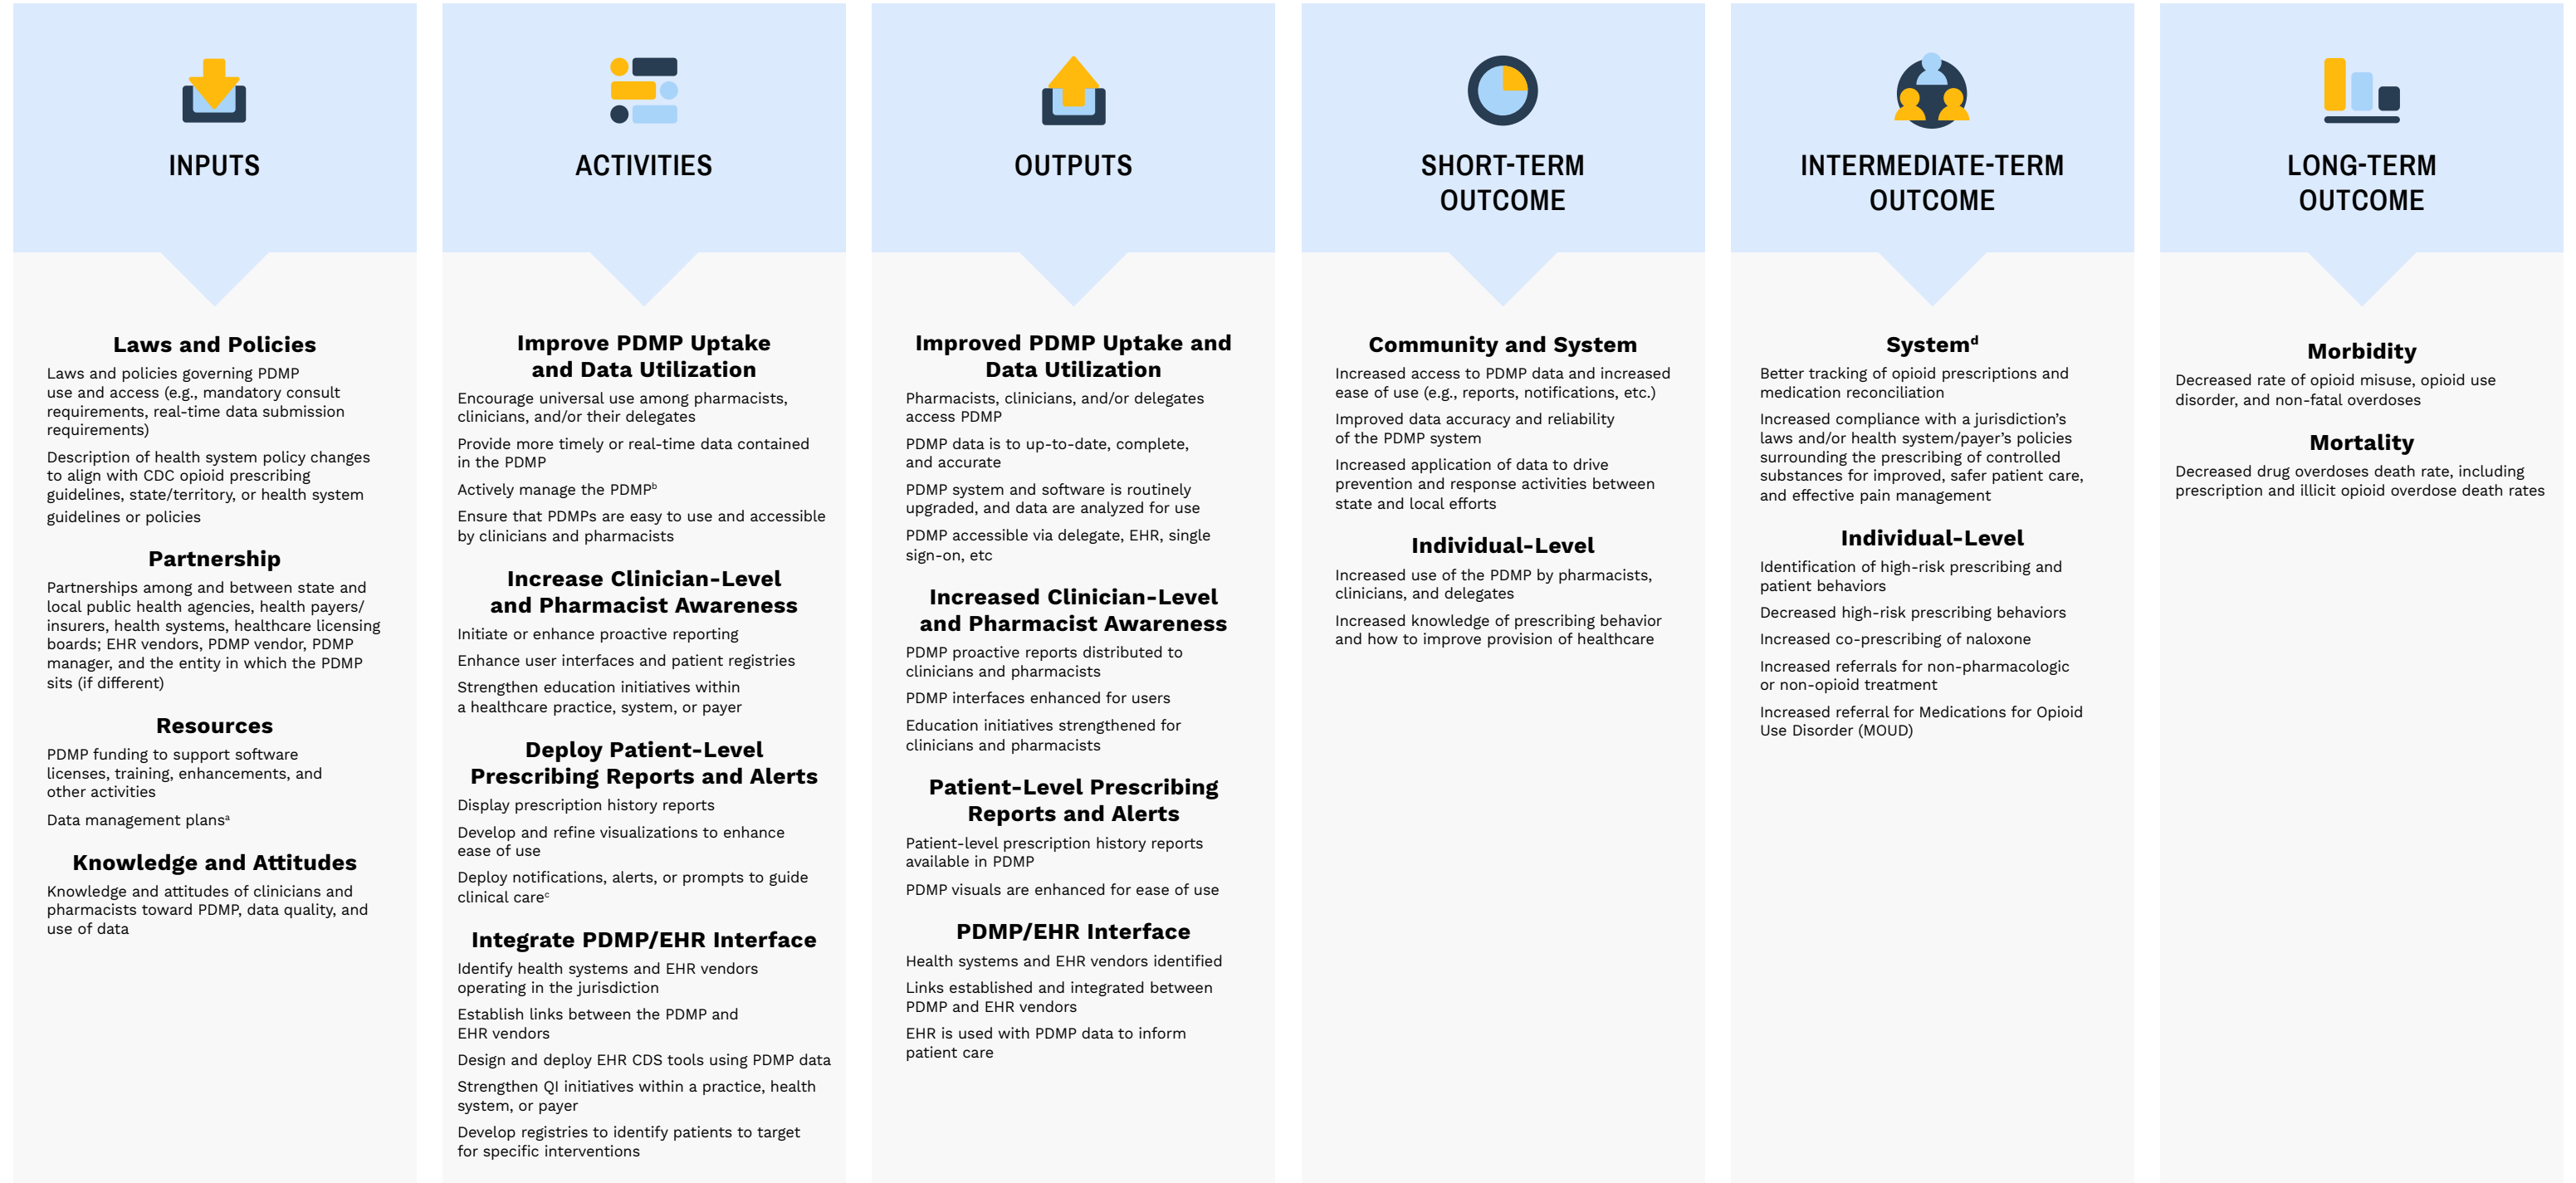 INPUTS
Laws and Policies
Laws and policies governing PDMP
use and access (e.g., mandatory consult
requirements, real-time data submission
requirements)
Description of health system policy changes
to align with CDC opioid prescribing
guidelines, state/territory, or health system
guidelines or policies
Partnership
Partnerships among and between state and
local public health agencies, health payers/
insurers, health systems, healthcare licensing
boards; EHR vendors, PDMP vendor, PDMP
manager, and the entity in which the PDMP
sits (if different)
Resources
PDMP funding to support software
licenses, training, enhancements, and
other activities
Data management plansᵃ
Knowledge and Attitudes
Knowledge and attitudes of clinicians and
pharmacists toward PDMP, data quality, and
use of data
ACTIVITIES
Improve PDMP Uptake
and Data Utilization
Encourage universal use among pharmacists,
clinicians, and/or their delegates
Provide more timely or real-time data contained
in the PDMP
Actively manage the PDMPᵇ
Ensure that PDMPs are easy to use and accessible
by clinicians and pharmacists
Increase Clinician-Level
and Pharmacist Awareness
Initiate or enhance proactive reporting
Enhance user interfaces and patient registries
Strengthen education initiatives within
a healthcare practice, system, or payer
Deploy Patient-Level
Prescribing Reports and Alerts
Display prescription history reports
Develop and refine visualizations to enhance
ease of use
Deploy notifications, alerts, or prompts to guide
clinical careᶜ
Integrate PDMP/EHR Interface
Identify health systems and EHR vendors
operating in the jurisdiction
Establish links between the PDMP and
EHR vendors
Design and deploy EHR CDS tools using PDMP data
Strengthen QI initiatives within a practice, health
system, or payer
Develop registries to identify patients to target
for specific interventions
OUTPUTS
Improved PDMP Uptake and
Data Utilization
Pharmacists, clinicians, and/or delegates
access PDMP
PDMP data is to up-to-date, complete,
and accurate
PDMP system and software is routinely
upgraded, and data are analyzed for use
PDMP accessible via delegate, EHR, single
sign-on, etc
Increased Clinician-Level
and Pharmacist Awareness
PDMP proactive reports distributed to
clinicians and pharmacists
PDMP interfaces enhanced for users
Education initiatives strengthened for
clinicians and pharmacists
Patient-Level Prescribing
Reports and Alerts
Patient-level prescription history reports
available in PDMP
PDMP visuals are enhanced for ease of use
PDMP/EHR Interface
Health systems and EHR vendors identified
Links established and integrated between
PDMP and EHR vendors
EHR is used with PDMP data to inform
patient care
SHORT-TERM
OUTCOME
Community and System
Increased access to PDMP data and increased
ease of use (e.g., reports, notifications, etc.)
Improved data accuracy and reliability
of the PDMP system
Increased application of data to drive
prevention and response activities between
state and local efforts
Individual-Level
Increased use of the PDMP by pharmacists,
clinicians, and delegates
Increased knowledge of prescribing behavior
and how to improve provision of healthcare
INTERMEDIATE-TERM
OUTCOME
Systemᵈ
Better tracking of opioid prescriptions and
medication reconciliation
Increased compliance with a jurisdiction’s
laws and/or health system/payer’s policies
surrounding the prescribing of controlled
substances for improved, safer patient care,
and effective pain management
Individual-Level
Identification of high-risk prescribing and
patient behaviors
Decreased high-risk prescribing behaviors
Increased co-prescribing of naloxone
Increased referrals for non-pharmacologic
or non-opioid treatment
Increased referral for Medications for Opioid
Use Disorder (MOUD)
LONG-TERM
OUTCOME
Morbidity
Decreased rate of opioid misuse, opioid use
disorder, and non-fatal overdoses
Mortality
Decreased drug overdoses death rate, including
prescription and illicit opioid overdose death rates